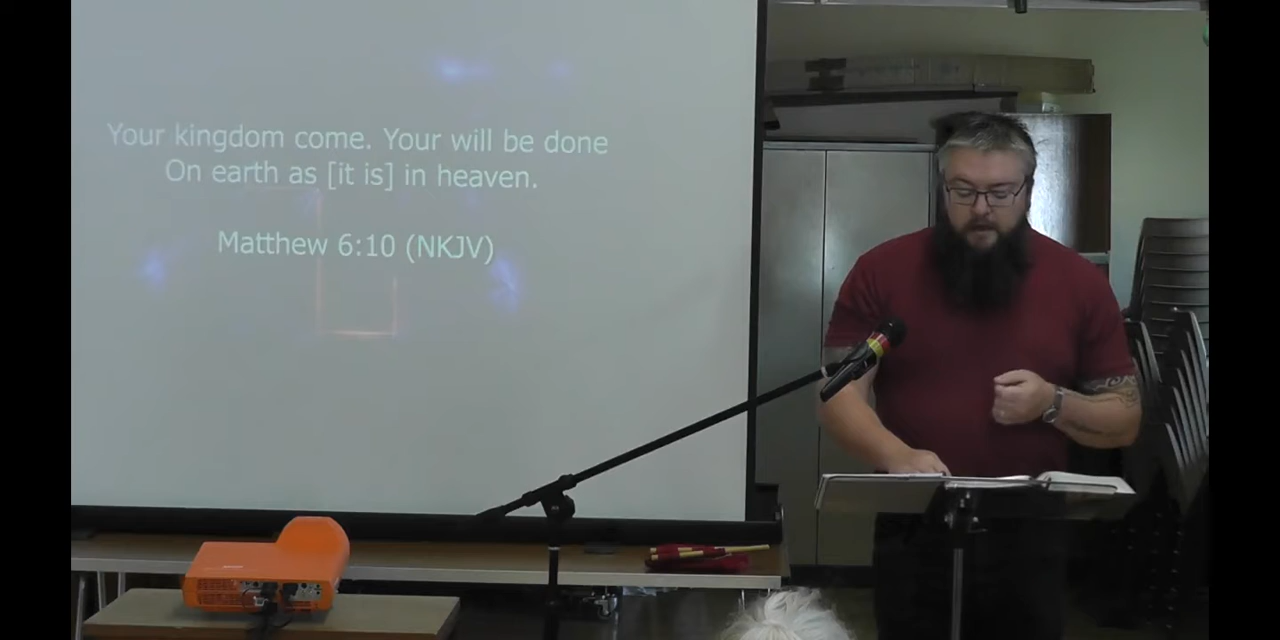 Your kingdom come. Your will be done
On earth as [it is] in heaven.
Matthew 6:10 (NKJV)